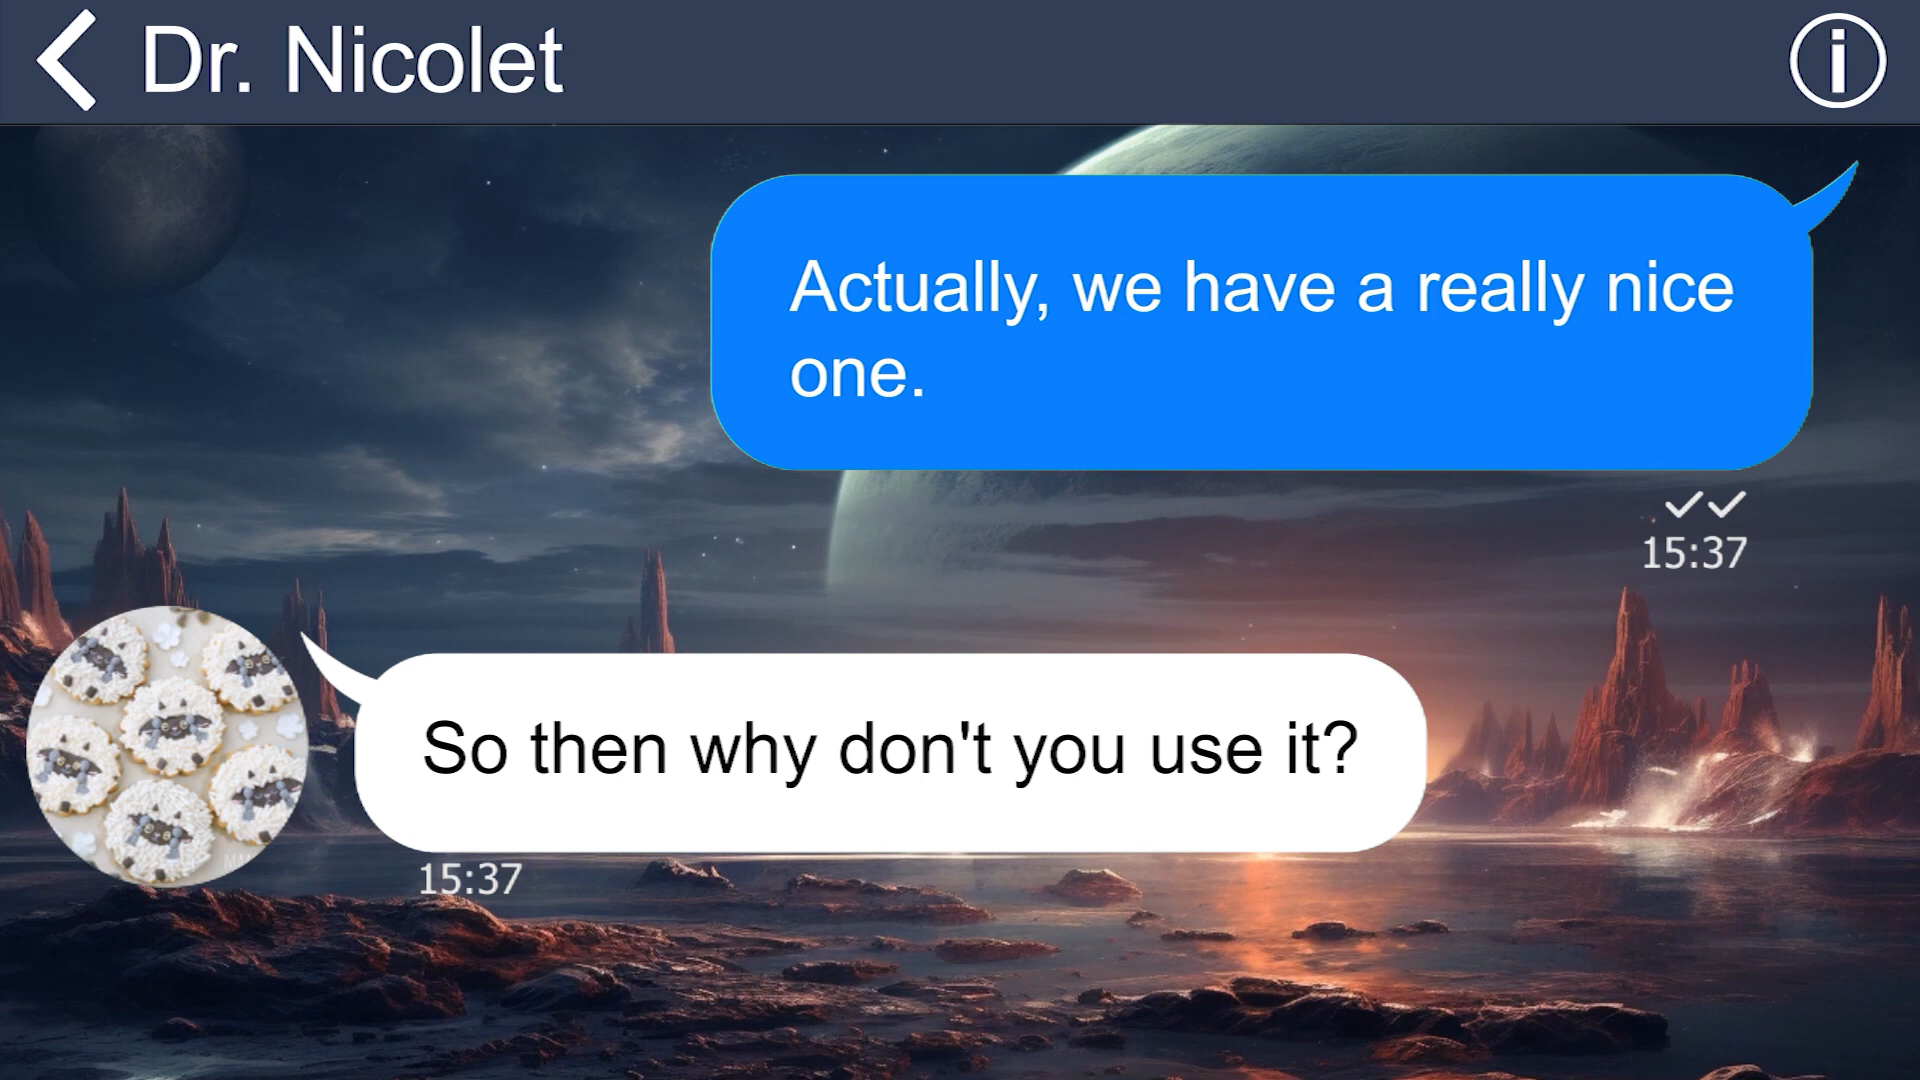 Dr. Nicolet
Actually, we have a really nice
one.
15:37
So then why don't you use it?
15:37